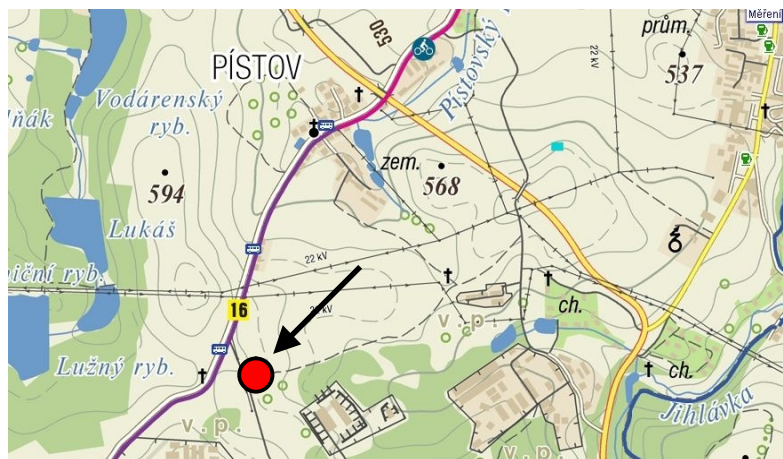 Měření
prům.
530
22 kV
PÍSTOV
Pístovský
537
Vodárenský
ryb.
zem.
594
568
Lukáš
22 kV
16
v. p.
ch.
Lužný ryb.
ch.
Jihlávka
v. p.
v. p.